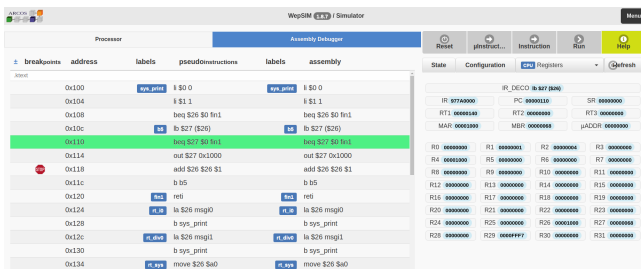 ARCOS
WepSIM 1.8.7 / Simulator
Menu
Processor
Assembly Debugger
Reset
µInstruct...
Instruction
Run
Help
± breakpoints address labels pseudoinstructions labels assembly
.ktext
0x100 sys_print li $0 0 sys_print li $0 0
0x104 li $1 1 li $1 1
0x108 beq $26 $0 fin1 beq $26 $0 fin1
0x10c b5 lb $27 ($26) b5 lb $27 ($26)
0x110 beq $27 $0 fin1 beq $27 $0 fin1
0x114 out $27 0x1000 out $27 0x1000
STOP 0x118 add $26 $26 $1 add $26 $26 $1
0x11c b b5 b b5
0x120 fin1 reti fin1 reti
0x124 rt_i0 la $26 msgi0 rt_i0 la $26 msgi0
0x128 b sys_print b sys_print
0x12c rt_div0 la $26 msgi1 rt_div0 la $26 msgi1
0x130 b sys_print b sys_print
0x134 rt_sys move $26 $a0 rt_sys move $26 $a0
State Configuration CPU Registers Refresh
IR_DECO lb $27 ($26)
IR 977A0000 PC 00000110 SR 00000000
RT1 00000140 RT2 00000000 RT3 00000000
MAR 00001000 MBR 00000068 µADDR 00000000
R0 00000000 R1 00000001 R2 00000004 R3 00000000
R4 00001000 R5 00000000 R6 00000000 R7 00000000
R8 00000000 R9 00000000 R10 00000000 R11 00000000
R12 00000000 R13 00000000 R14 00000000 R15 00000000
R16 00000000 R17 00000000 R18 00000000 R19 00000000
R20 00000000 R21 00000000 R22 00000000 R23 00000000
R24 00000000 R25 00000000 R26 00001000 R27 00000068
R28 00000000 R29 0000FFF7 R30 00000000 R31 00000000